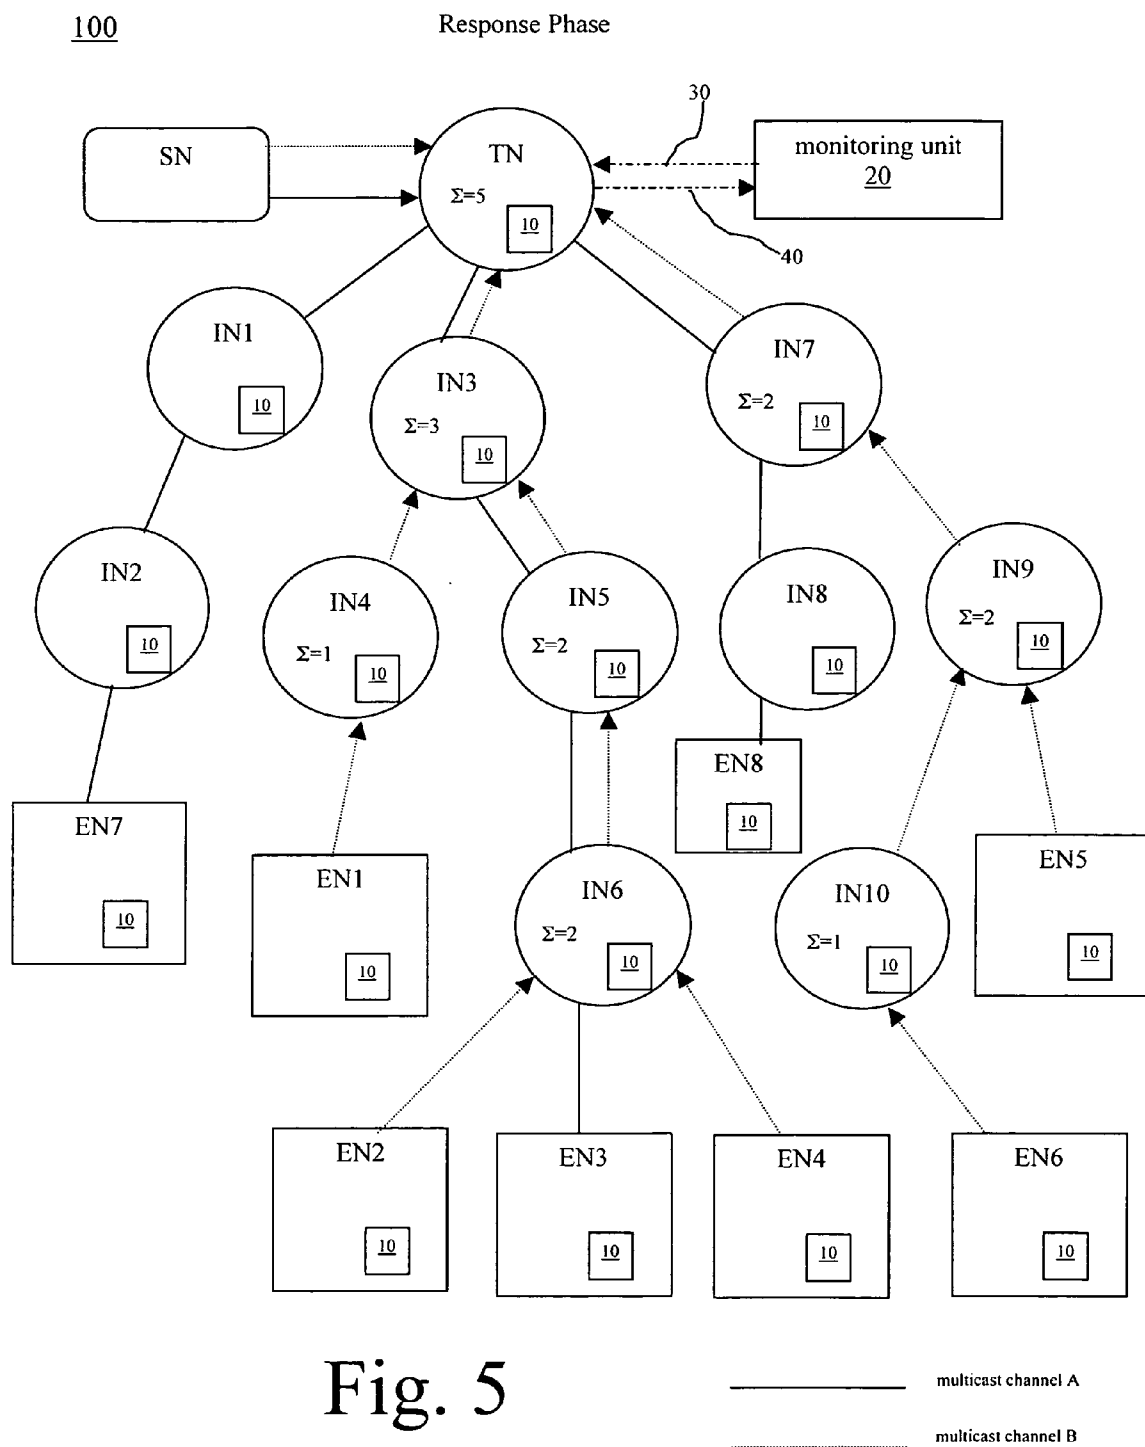 100
Response Phase
30
SN
TN
Σ=5
10
monitoring unit
20
40
IN1
10
IN3
Σ=3
10
IN7
Σ=2
10
IN2
10
IN4
Σ=1
10
IN5
Σ=2
10
IN8
10
IN9
Σ=2
10
EN8
10
EN7
10
EN1
10
IN6
Σ=2
10
IN10
Σ=1
10
EN5
10
EN2
10
EN3
10
EN4
10
EN6
10
Fig. 5
multicast channel A
multicast channel B